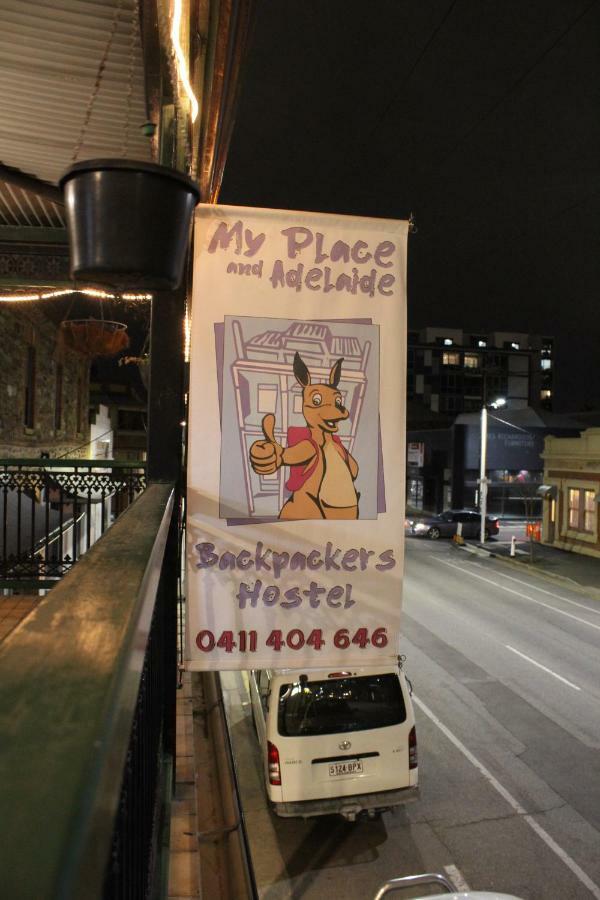 My Place
and Adelaide
Backpackers
Hostel
0411 404 646
S124·BPX